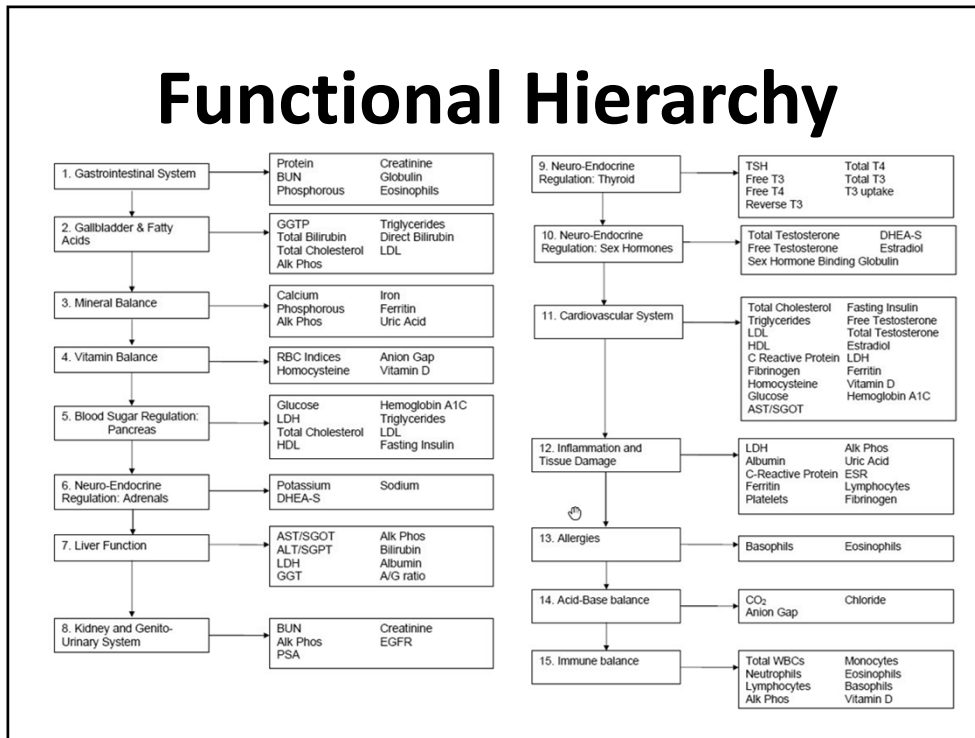 Functional Hierarchy
1. Gastrointestinal System
Protein Creatinine
BUN Globulin
Phosphorous Eosinophils
2. Gallbladder & Fatty
Acids
GGTP Triglycerides
Total Bilirubin Direct Bilirubin
Total Cholesterol LDL
Alk Phos
3. Mineral Balance
Calcium Iron
Phosphorous Ferritin
Alk Phos Uric Acid
4. Vitamin Balance
RBC Indices Anion Gap
Homocysteine Vitamin D
5. Blood Sugar Regulation:
Pancreas
Glucose Hemoglobin A1C
LDH Triglycerides
Total Cholesterol LDL
HDL Fasting Insulin
6. Neuro-Endocrine
Regulation: Adrenals
Potassium Sodium
DHEA-S
7. Liver Function
AST/SGOT Alk Phos
ALT/SGPT Bilirubin
LDH Albumin
GGT A/G ratio
8. Kidney and Genito-
Urinary System
BUN Creatinine
Alk Phos EGFR
PSA
9. Neuro-Endocrine
Regulation: Thyroid
TSH Total T4
Free T3 Total T3
Free T4 T3 uptake
Reverse T3
10. Neuro-Endocrine
Regulation: Sex Hormones
Total Testosterone DHEA-S
Free Testosterone Estradiol
Sex Hormone Binding Globulin
11. Cardiovascular System
Total Cholesterol Fasting Insulin
Triglycerides Free Testosterone
LDL Total Testosterone
HDL Estradiol
C Reactive Protein LDH
Fibrinogen Ferritin
Homocysteine Vitamin D
Glucose Hemoglobin A1C
AST/SGOT
12. Inflammation and
Tissue Damage
LDH Alk Phos
Albumin Uric Acid
C-Reactive Protein ESR
Ferritin Lymphocytes
Platelets Fibrinogen
13. Allergies
Basophils Eosinophils
14. Acid-Base balance
CO₂ Chloride
Anion Gap
15. Immune balance
Total WBCs Monocytes
Neutrophils Eosinophils
Lymphocytes Basophils
Alk Phos Vitamin D